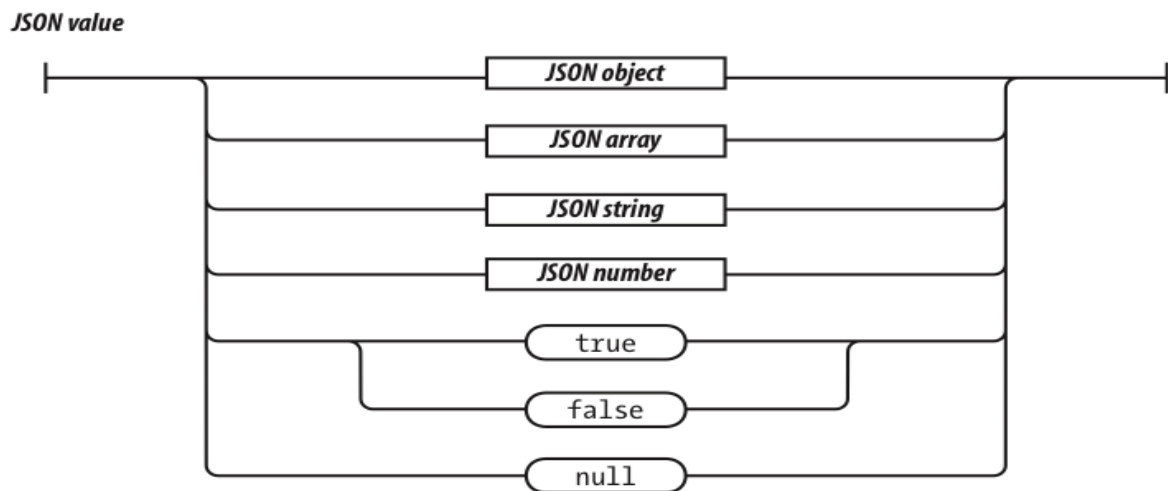 JSON value
JSON object
JSON array
JSON string
JSON number
true
false
null